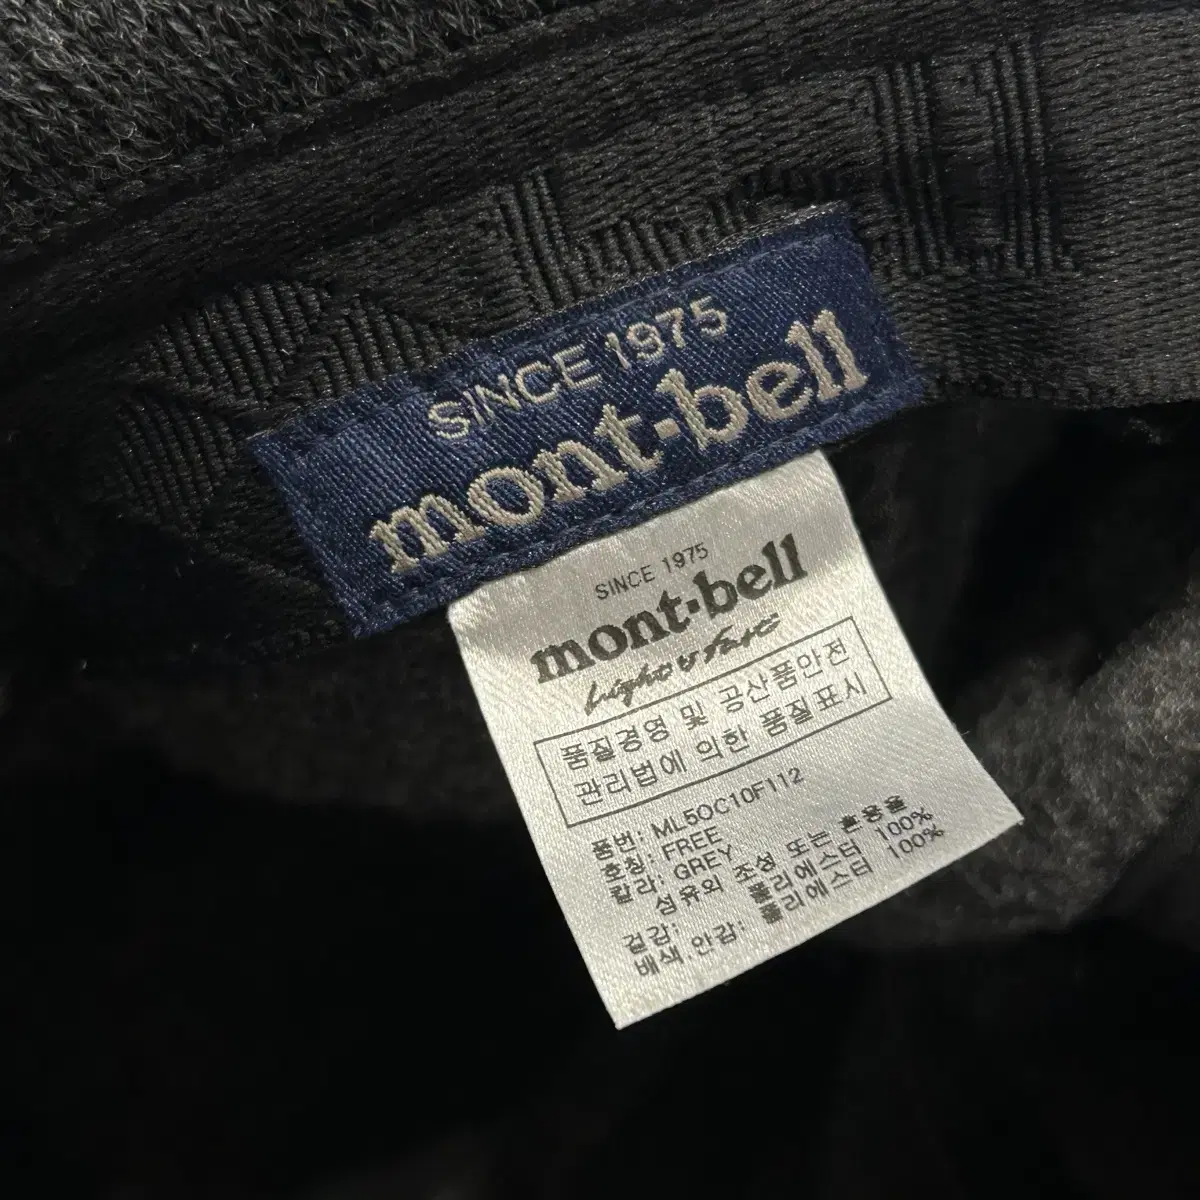 SINCE 1975
mont-bell
SINCE 1975
mont-bell
Light & fast
품질경영 및 공산품안전
관리법에 의한 품질표시
품번: ML5OC10F112
호칭: FREE
칼라: GREY
섬유의 조성 또는 혼용율
겉감: 폴리에스터 100%
배색.안감: 폴리에스터 100%